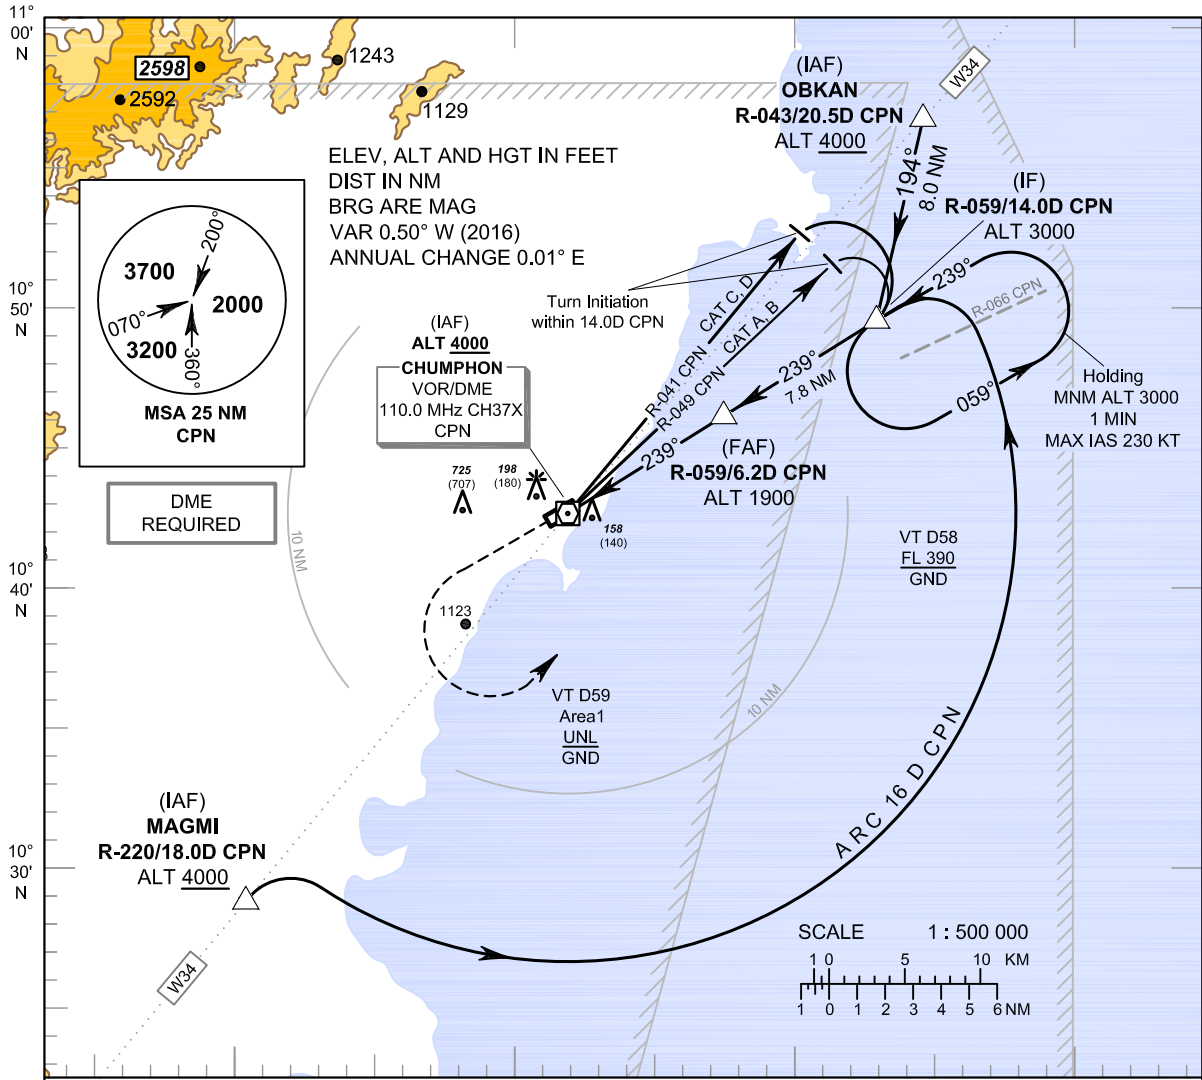 11°
00'
N
2598
2592
1243
1129
ELEV, ALT AND HGT IN FEET
DIST IN NM
BRG ARE MAG
VAR 0.50° W (2016)
ANNUAL CHANGE 0.01° E
(IAF)
OBKAN
R-043/20.5D CPN
ALT 4000
W34
194°
8.0 NM
(IF)
R-059/14.0D CPN
ALT 3000
200°
3700
2000
070°
3200
360°
MSA 25 NM
CPN
10°
50'
N
Turn Initiation
within 14.0D CPN
R-041 CPN
CAT C, D
R-049 CPN
CAT A, B
239°
R-066 CPN
059°
Holding
MNM ALT 3000
1 MIN
MAX IAS 230 KT
239°
7.8 NM
239°
(IAF)
ALT 4000
CHUMPHON
VOR/DME
110.0 MHz CH37X
CPN
(FAF)
R-059/6.2D CPN
ALT 1900
DME
REQUIRED
725
(707)
198
(180)
158
(140)
10 NM
VT D58
FL 390
GND
10°
40'
N
1123
VT D59
Area1
UNL
GND
10 NM
ARC 16 D CPN
(IAF)
MAGMI
R-220/18.0D CPN
ALT 4000
10°
30'
N
W34
SCALE 1 : 500 000
1 0 5 10 KM
1 0 1 2 3 4 5 6 NM